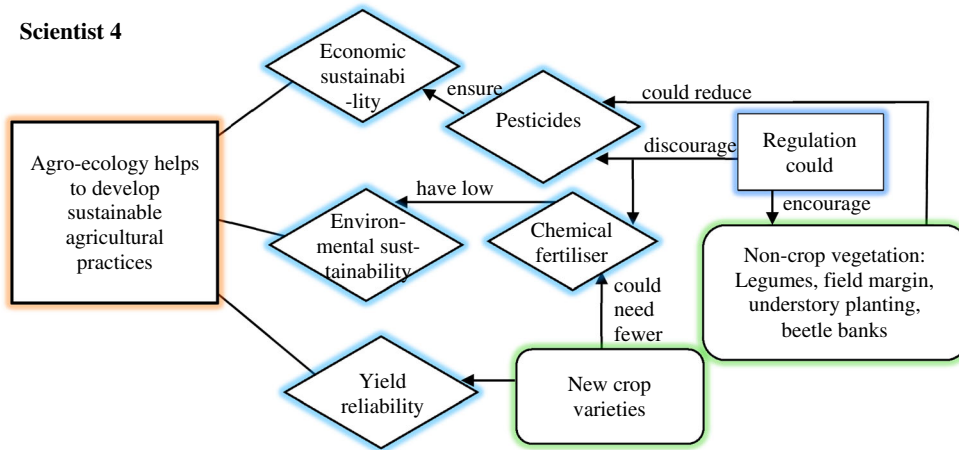 Scientist 4
Economic
sustainabi
-lity
ensure
Pesticides
could reduce
discourage
Regulation
could
encourage
Agro-ecology helps
to develop
sustainable
agricultural
practices
have low
Environ-
mental sust-
tainability
Chemical
fertiliser
Non-crop vegetation:
Legumes, field margin,
understory planting,
beetle banks
could
need
fewer
Yield
reliability
New crop
varieties